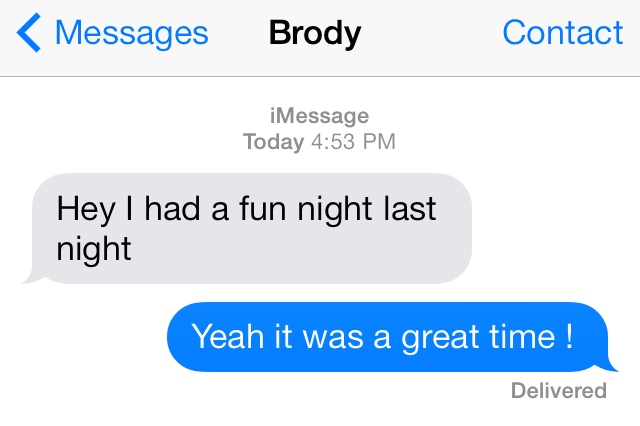 Messages Brody Contact
iMessage
Today 4:53 PM
Hey I had a fun night last
night
Yeah it was a great time !
Delivered